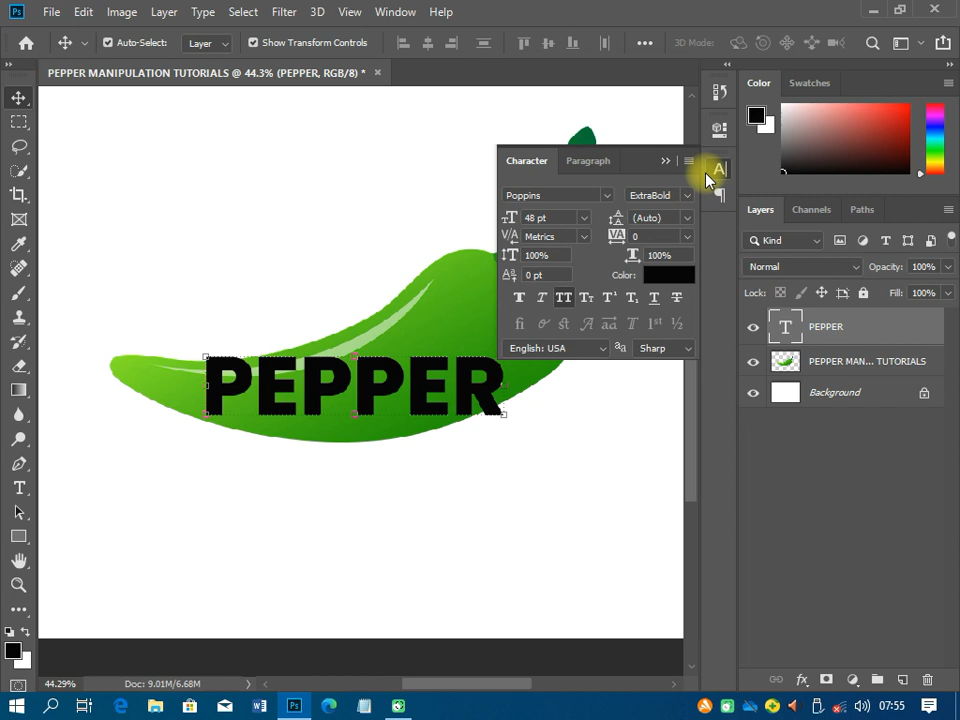 Ps File Edit Image Layer Type Select Filter 3D View Window Help
Auto-Select: Layer Show Transform Controls 3D Mode:
PEPPER MANIPULATION TUTORIALS @ 44.3% (PEPPER, RGB/8) *
Color Swatches
Character Paragraph
Poppins ExtraBold
48 pt (Auto)
Metrics 0
100% 100%
0 pt Color:
English: USA Sharp
PEPPER
Layers Channels Paths
Kind
Normal Opacity: 100%
Lock: Fill: 100%
PEPPER
PEPPER MAN... TUTORIALS
Background
44.29% Doc: 9.01M/6.68M
07:55